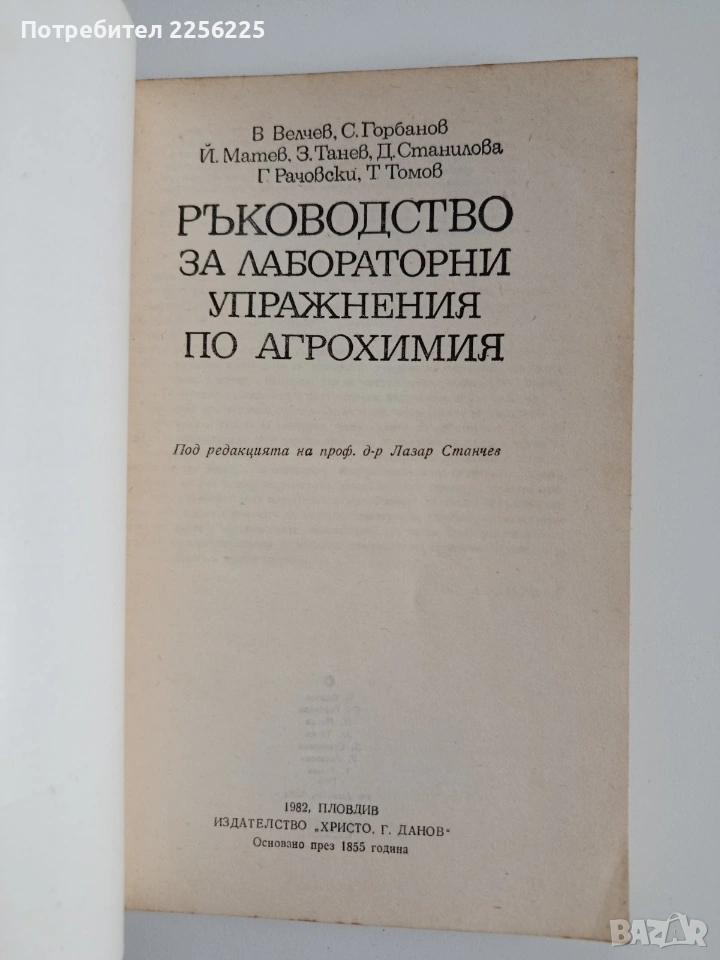 Потребител 2256225
В Велчев, С. Горбанов
Й. Матев, З. Танев, Д. Станилова
Г. Рачовски, Т Томов
РЪКОВОДСТВО
ЗА ЛАБОРАТОРНИ
УПРАЖНЕНИЯ
ПО АГРОХИМИЯ
Под редакцията на проф. д-р Лазар Станчев
1982, ПЛОВДИВ
ИЗДАТЕЛСТВО „ХРИСТО, Г. ДАНОВ“
Основано през 1855 година
BAZAR